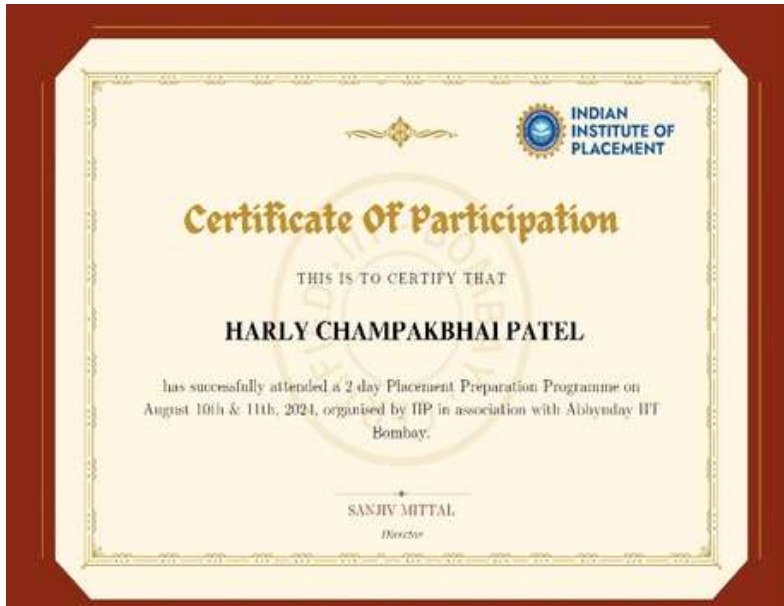 INDIAN
INSTITUTE OF
PLACEMENT
Certificate Of Participation
THIS IS TO CERTIFY THAT
HARLY CHAMPAKBHAI PATEL
has successfully attended a 2 day Placement Preparation Programme on
August 10th & 11th, 2024, organised by IIP in association with Abhyuday IIT
Bombay.
SANJIV MITTAL
Director